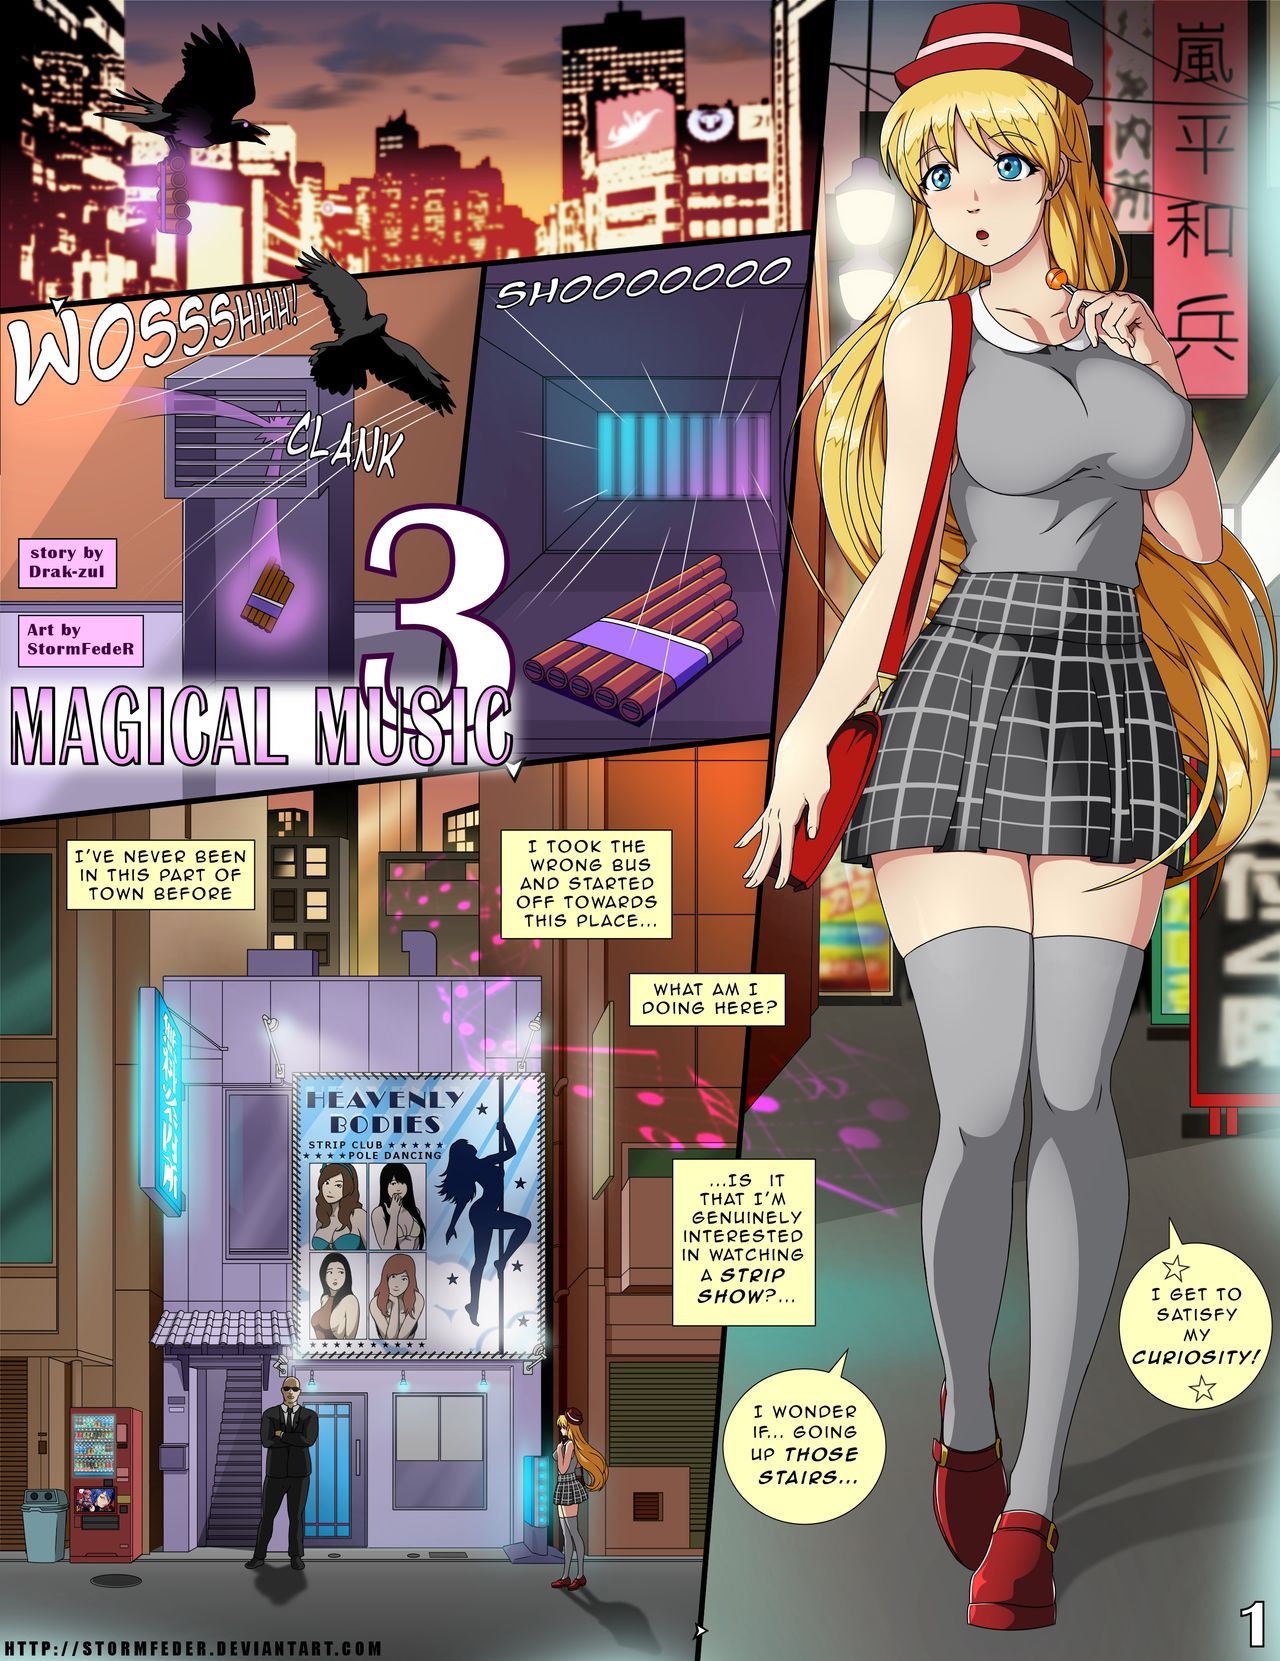 WOSSSHHH!
CLANK
SHOOOOOOO
story by
Drak-zul
Art by
StormFedeR
3
MAGICAL MUSIC
嵐
平
和
兵
内
所
I'VE NEVER BEEN
IN THIS PART OF
TOWN BEFORE
I TOOK THE
WRONG BUS
AND STARTED
OFF TOWARDS
THIS PLACE...
WHAT AM I
DOING HERE?
HEAVENLY
BODIES
STRIP CLUB ★★★★★
★★★★POLE DANCING
...IS IT
THAT I'M
GENUINELY
INTERESTED
IN WATCHING
A STRIP
SHOW?...
I WONDER
IF... GOING
UP THOSE
STAIRS...
I GET TO
SATISFY
MY
CURIOSITY!
HTTP://STORMFEDER.DEVIANTART.COM
1